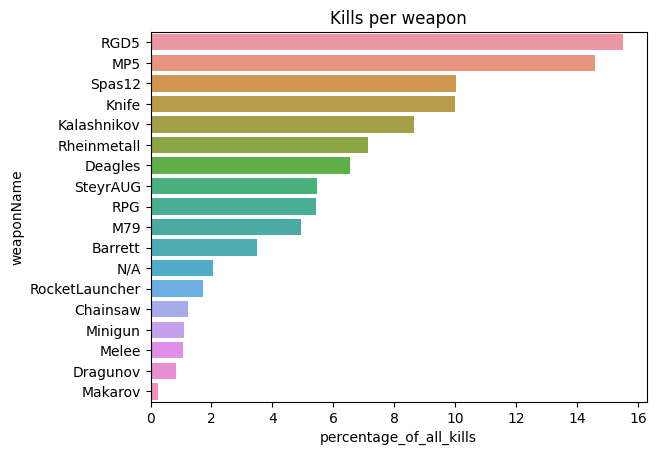 Kills per weapon
weaponName
RGD5
MP5
Spas12
Knife
Kalashnikov
Rheinmetall
Deagles
SteyrAUG
RPG
M79
Barrett
N/A
RocketLauncher
Chainsaw
Minigun
Melee
Dragunov
Makarov
0 2 4 6 8 10 12 14 16
percentage_of_all_kills